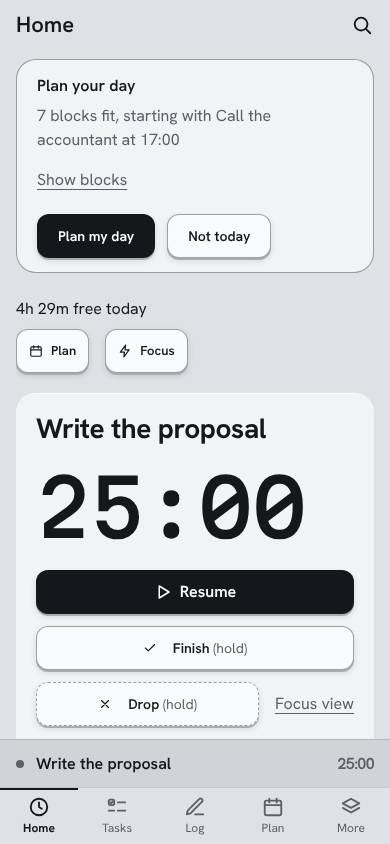 Home
Plan your day
7 blocks fit, starting with Call the
accountant at 17:00
Show blocks
Plan my day
Not today
4h 29m free today
Plan
Focus
Write the proposal
25:00
Resume
Finish (hold)
Drop (hold)
Focus view
Write the proposal
25:00
Home
Tasks
Log
Plan
More